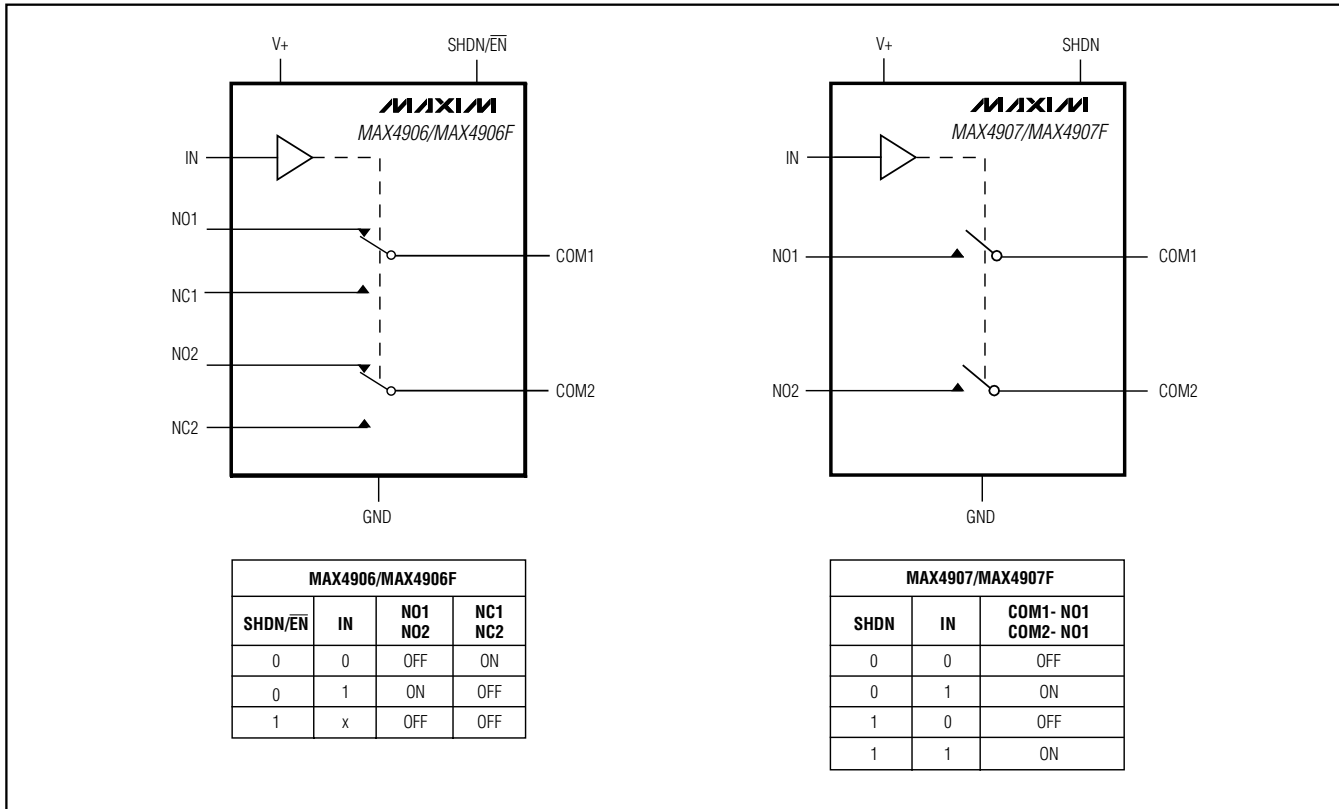 V+ SHDN/E̅N̅
MAXIM
MAX4906/MAX4906F
IN
NO1
COM1
NC1
NO2
COM2
NC2
GND
MAX4906/MAX4906F
SHDN/E̅N̅ IN NO1 NO2 NC1 NC2
0 0 OFF ON
0 1 ON OFF
1 x OFF OFF
V+ SHDN
MAXIM
MAX4907/MAX4907F
IN
NO1 COM1
NO2 COM2
GND
MAX4907/MAX4907F
SHDN IN COM1- NO1 COM2- NO1
0 0 OFF
0 1 ON
1 0 OFF
1 1 ON